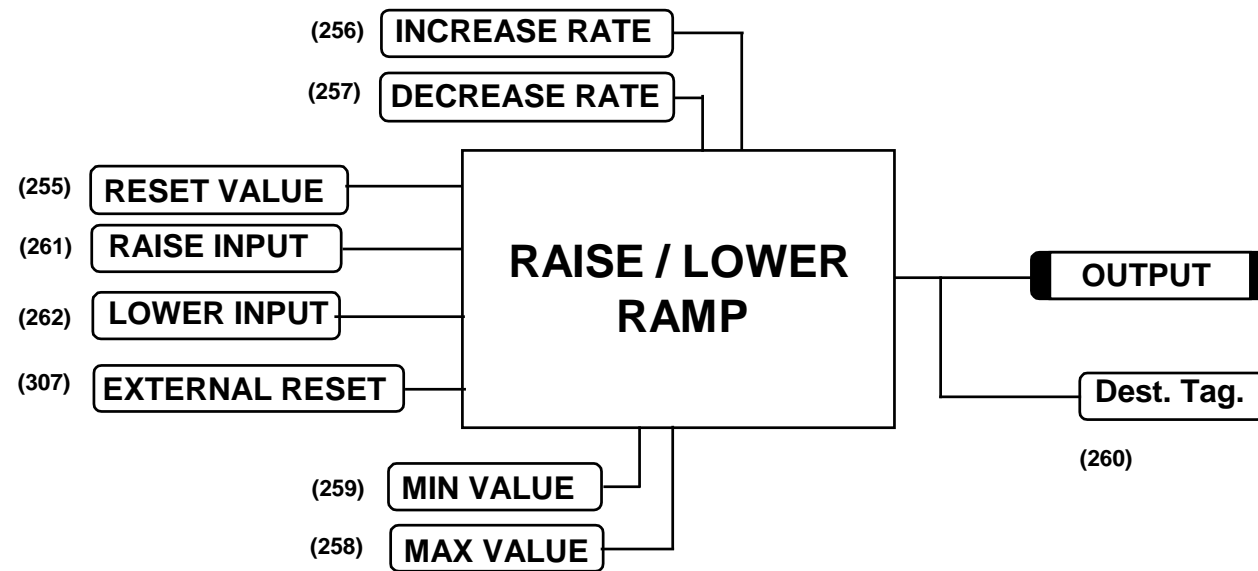 (256) INCREASE RATE
(257) DECREASE RATE
(255) RESET VALUE
(261) RAISE INPUT
(262) LOWER INPUT
(307) EXTERNAL RESET
RAISE / LOWER
RAMP
OUTPUT
Dest. Tag.
(260)
(259) MIN VALUE
(258) MAX VALUE